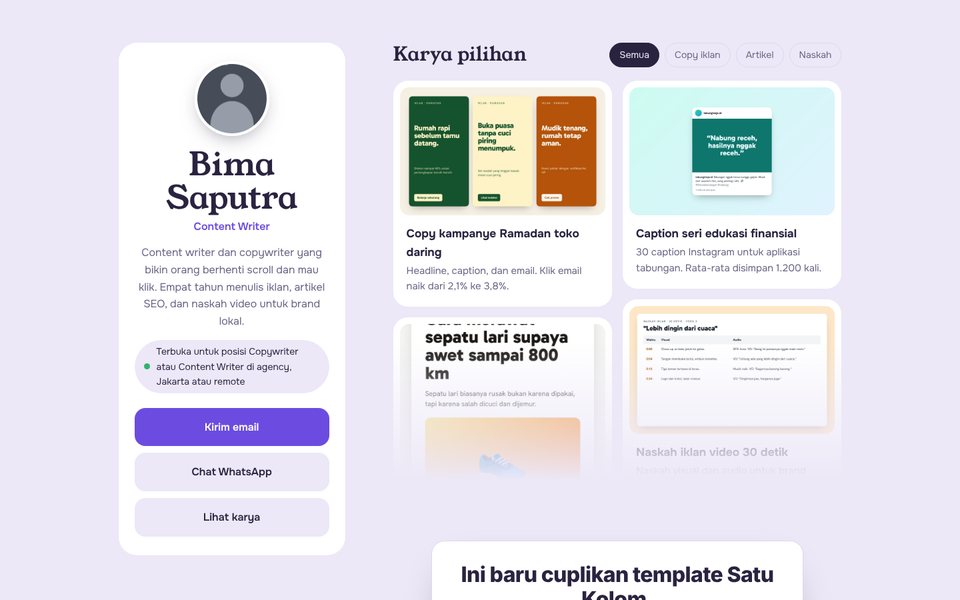 Bima
Saputra
Content Writer
Content writer dan copywriter yang
bikin orang berhenti scroll dan mau
klik. Empat tahun menulis iklan, artikel
SEO, dan naskah video untuk brand
lokal.
Terbuka untuk posisi Copywriter
atau Content Writer di agency,
Jakarta atau remote
Kirim email
Chat WhatsApp
Lihat karya
Karya pilihan
Semua
Copy iklan
Artikel
Naskah
Rumah rapi
sebelum tamu
datang.
Buka puasa
tanpa cuci
piring
menumpuk.
Mudik tenang,
rumah tetap
aman.
Copy kampanye Ramadan toko
daring
Headline, caption, dan email. Klik email
naik dari 2,1% ke 3,8%.
"Nabung receh,
hasilnya nggak
receh."
Caption seri edukasi finansial
30 caption Instagram untuk aplikasi
tabungan. Rata-rata disimpan 1.200 kali.
sepatu lari supaya
awet sampai 800
km
Sepatu lari biasanya rusak bukan karena dipakai,
tapi karena salah dicuci dan dijemur.
"Lebih dingin dari cuaca"
Naskah iklan video 30 detik
Naskah visual dan audio untuk brand
Ini baru cuplikan template Satu
Kolom